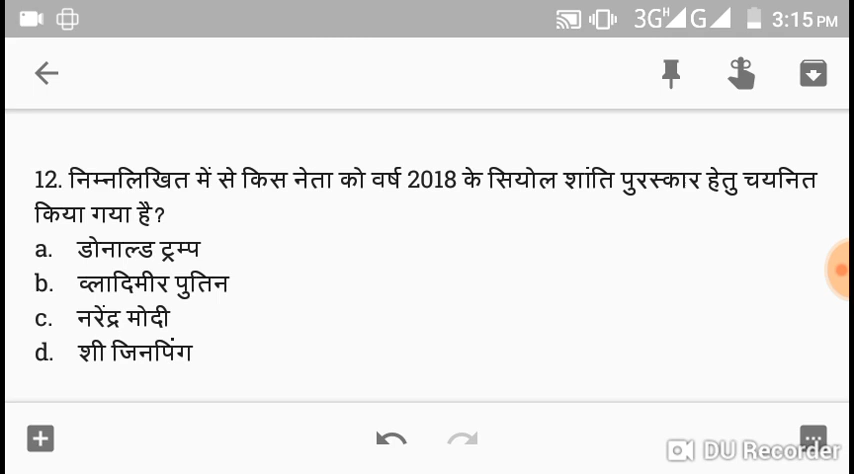 3G H G 3:15 PM
12. निम्नलिखित में से किस नेता को वर्ष 2018 के सियोल शांति पुरस्कार हेतु चयनित
किया गया है?
a. डोनाल्ड ट्रम्प
b. व्लादिमीर पुतिन
c. नरेंद्र मोदी
d. शी जिनपिंग
DU Recorder